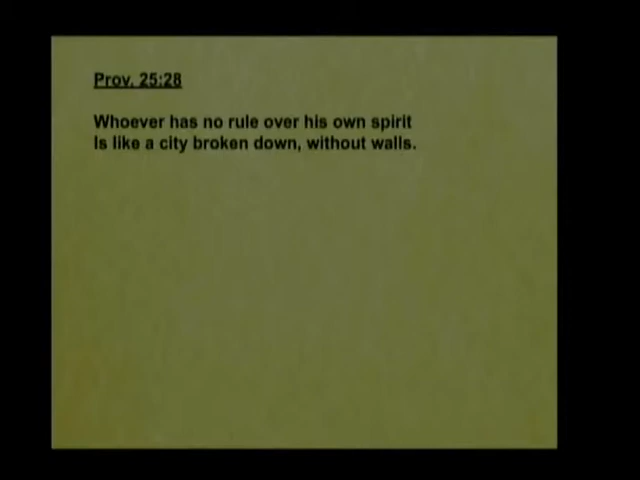 Prov. 25:28
Whoever has no rule over his own spirit
Is like a city broken down, without walls.